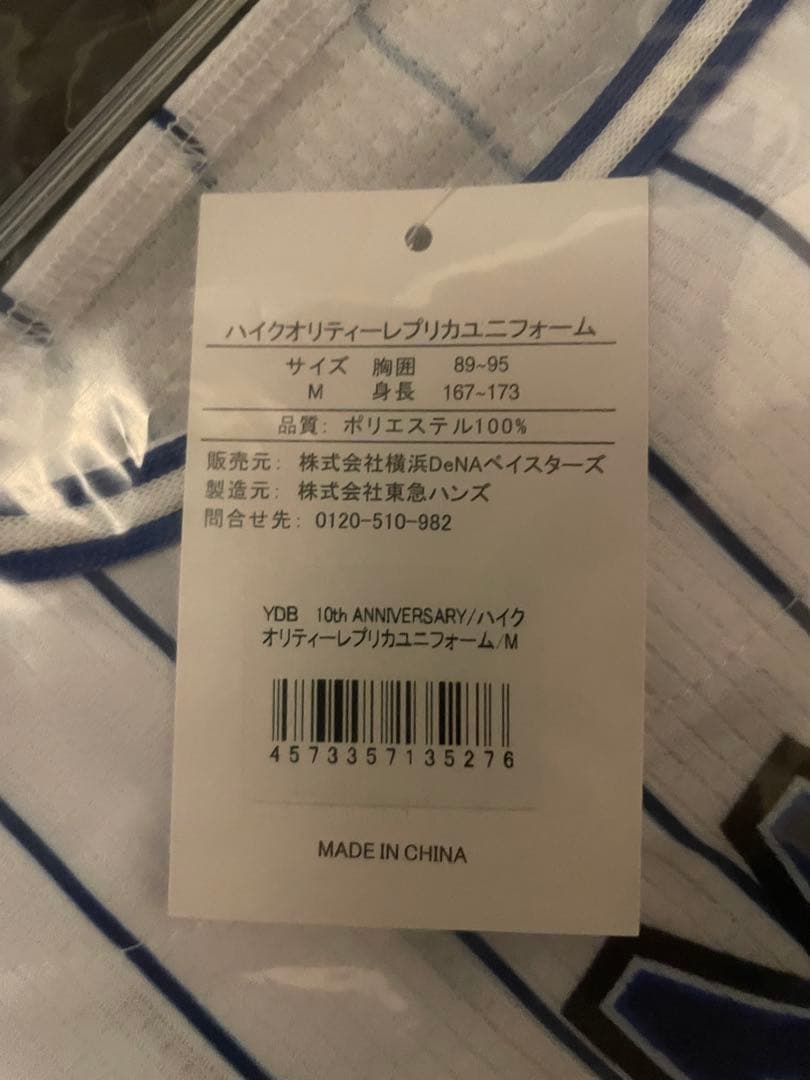 ハイクオリティーレプリカユニフォーム
サイズ 胸囲 89~95
M 身長 167~173
品質: ポリエステル100%
販売元: 株式会社横浜DeNAベイスターズ
製造元: 株式会社東急ハンズ
問合せ先: 0120-510-982
YDB 10th ANNIVERSARY/ハイク
オリティーレプリカユニフォーム/M
4573357135276
MADE IN CHINA